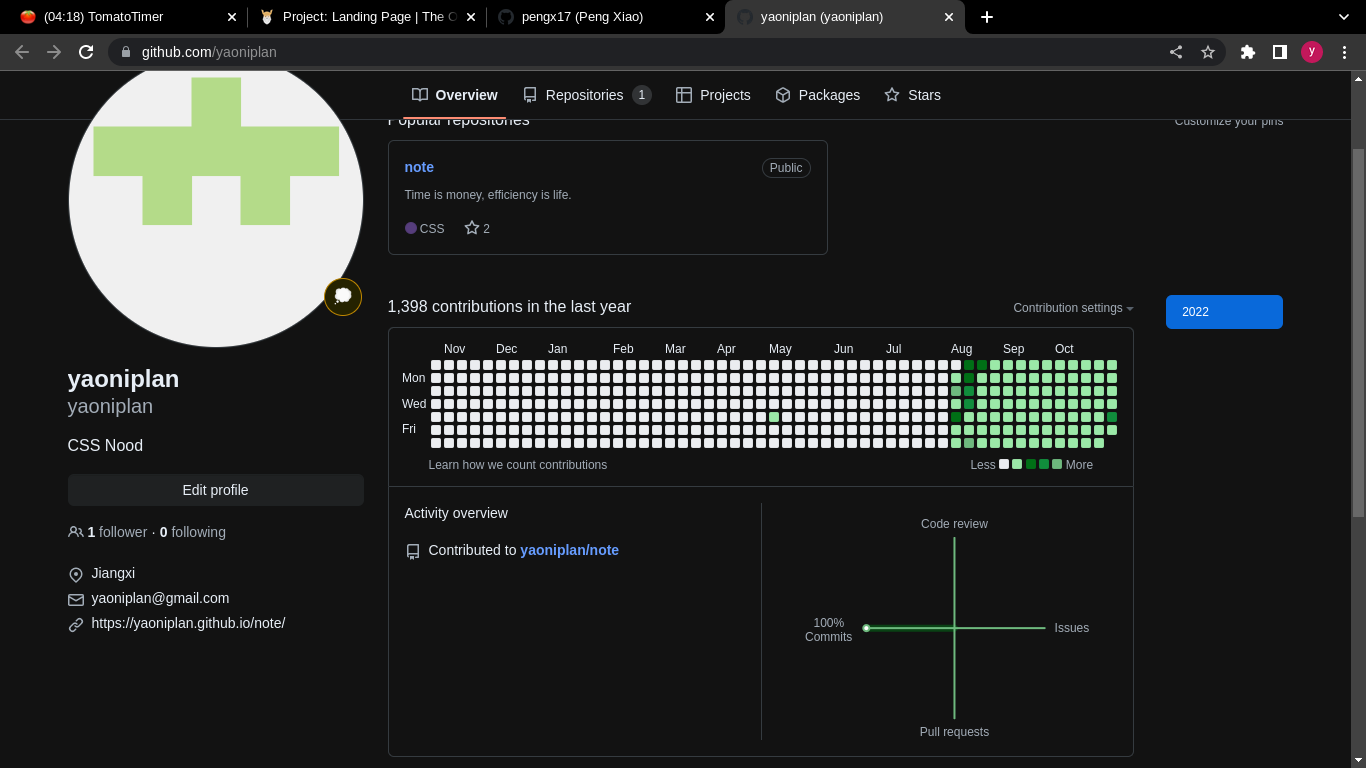 (04:18) TomatoTimer
Project: Landing Page | The O
pengx17 (Peng Xiao)
yaoniplan (yaoniplan)
github.com/yaoniplan
y
Overview
Repositories 1
Projects
Packages
Stars
Popular repositories
Customize your pins
note
Public
Time is money, efficiency is life.
CSS
2
1,398 contributions in the last year
Contribution settings
2022
Nov Dec Jan Feb Mar Apr May Jun Jul Aug Sep Oct
Mon
Wed
Fri
Learn how we count contributions
Less
More
yaoniplan
yaoniplan
CSS Nood
Edit profile
1 follower · 0 following
Jiangxi
yaoniplan@gmail.com
https://yaoniplan.github.io/note/
Activity overview
Contributed to yaoniplan/note
Code review
100%
Commits
Issues
Pull requests